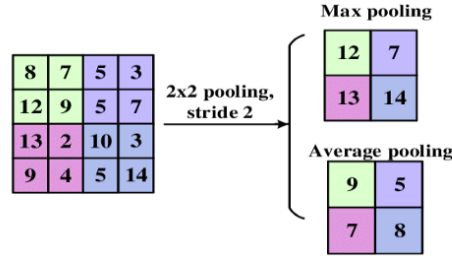 Max pooling
8 7 5 3
12 9 5 7
13 2 10 3
9 4 5 14
2x2 pooling,
stride 2
12 7
13 14
Average pooling
9 5
7 8